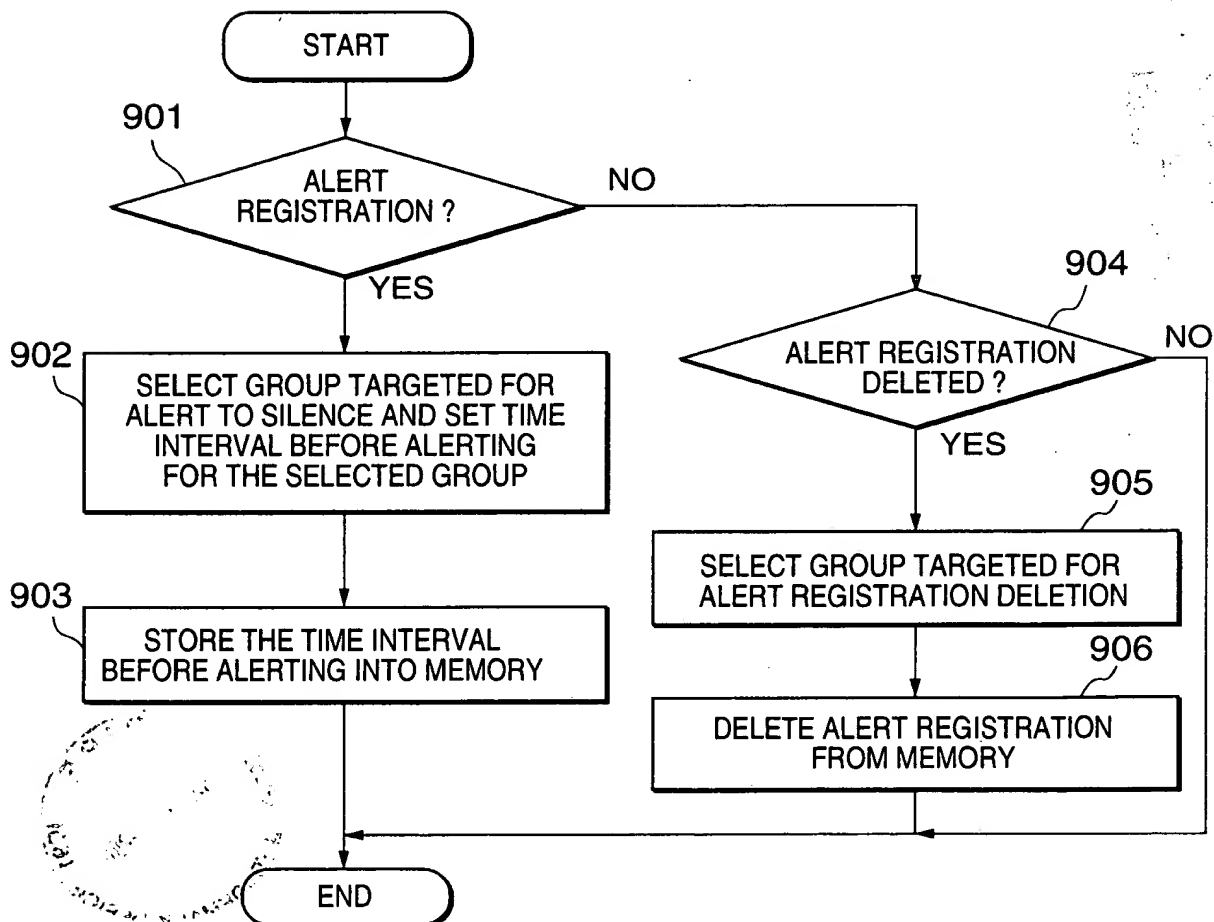 START
901
ALERT
REGISTRATION ?
NO
YES
902
SELECT GROUP TARGETED FOR
ALERT TO SILENCE AND SET TIME
INTERVAL BEFORE ALERTING
FOR THE SELECTED GROUP
903
STORE THE TIME INTERVAL
BEFORE ALERTING INTO MEMORY
904
ALERT REGISTRATION
DELETED ?
NO
YES
905
SELECT GROUP TARGETED FOR
ALERT REGISTRATION DELETION
906
DELETE ALERT REGISTRATION
FROM MEMORY
END